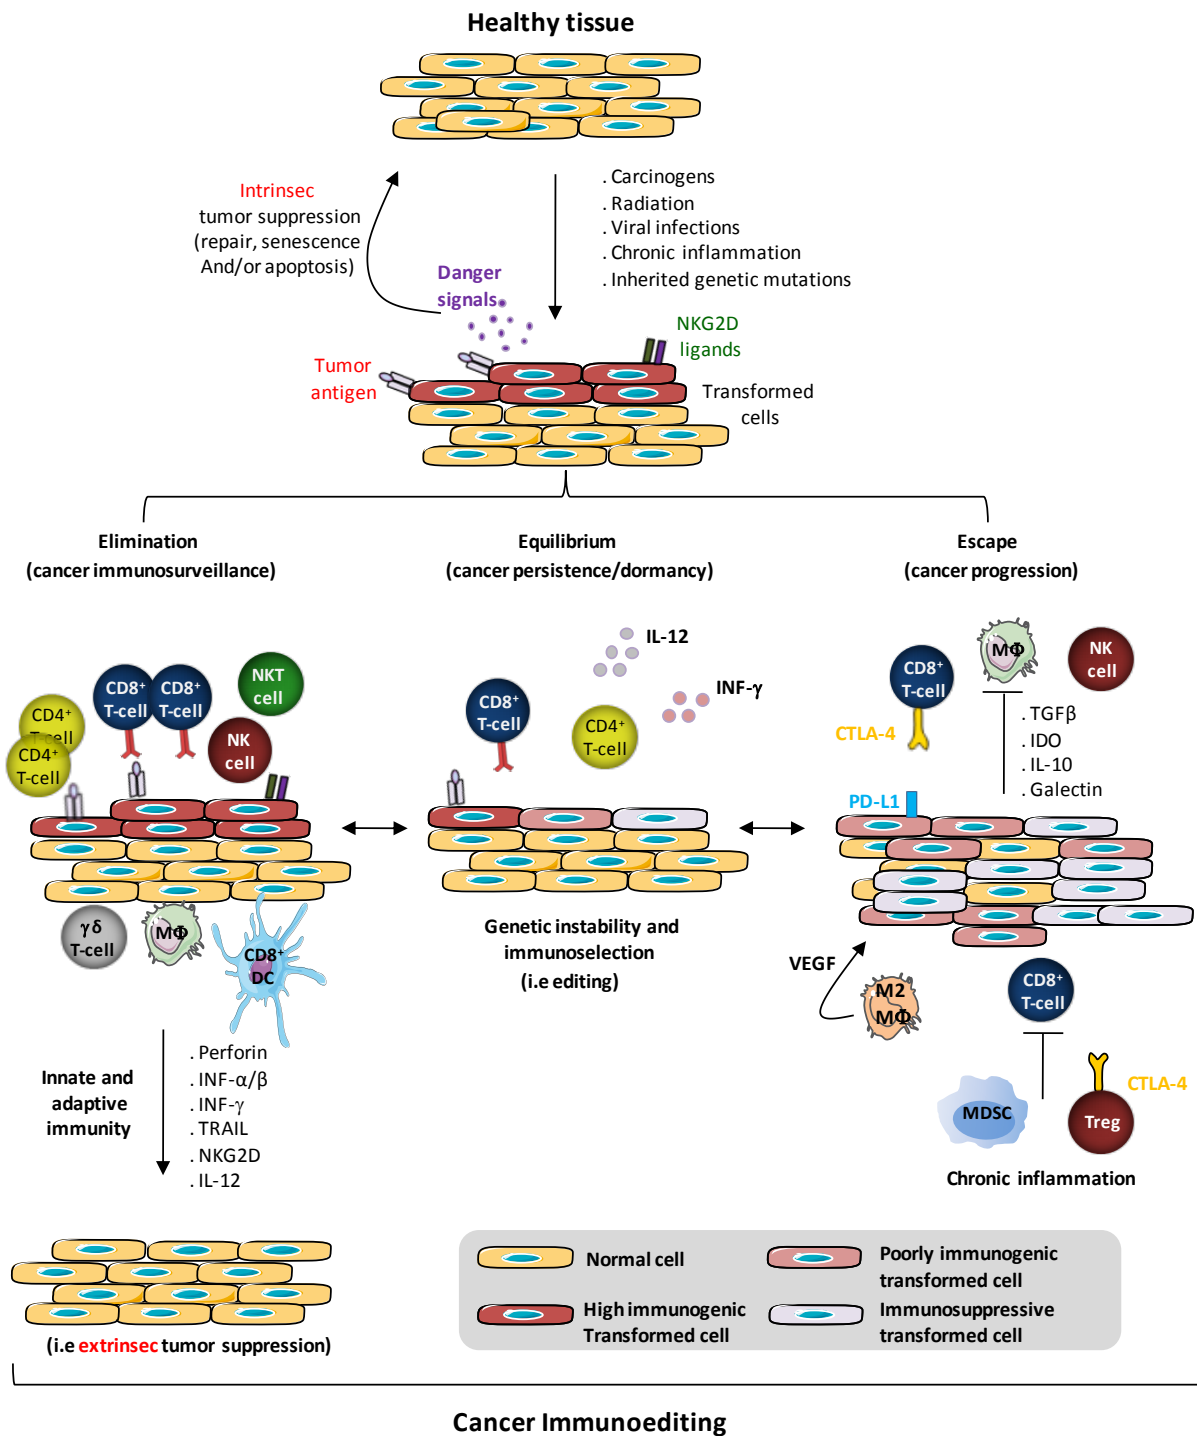 Healthy tissue
Intrinsec
tumor suppression
(repair, senescence
And/or apoptosis)
. Carcinogens
. Radiation
. Viral infections
. Chronic inflammation
. Inherited genetic mutations
Danger
signals
NKG2D
ligands
Tumor
antigen
Transformed
cells
Elimination
(cancer immunosurveillance)
Equilibrium
(cancer persistence/dormancy)
Escape
(cancer progression)
CD4⁺
T-cell
CD4⁺
T-cell
CD8⁺
T-cell
CD8⁺
T-cell
NKT
cell
NK
cell
γδ
T-cell
MΦ
CD8⁺
DC
Innate and
adaptive
immunity
. Perforin
. INF-α/β
. INF-γ
. TRAIL
. NKG2D
. IL-12
(i.e extrinsec tumor suppression)
IL-12
INF-γ
CD8⁺
T-cell
CD4⁺
T-cell
Genetic instability and
immunoselection
(i.e editing)
CD8⁺
T-cell
MΦ
NK
cell
CTLA-4
. TGFβ
. IDO
. IL-10
. Galectin
PD-L1
VEGF
M2
MΦ
CD8⁺
T-cell
MDSC
CTLA-4
Treg
Chronic inflammation
Normal cell
Poorly immunogenic
transformed cell
High immunogenic
Transformed cell
Immunosuppressive
transformed cell
Cancer Immunoediting